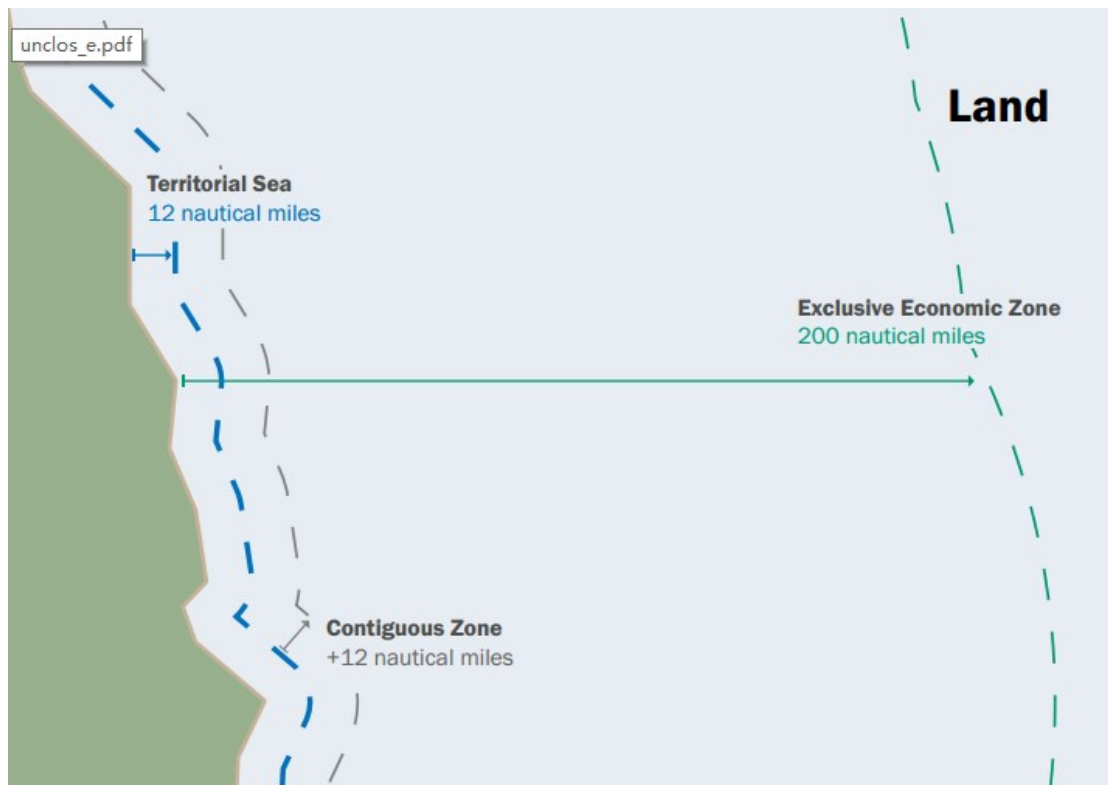 unclos_e.pdf
Land
Territorial Sea
12 nautical miles
Exclusive Economic Zone
200 nautical miles
Contiguous Zone
+12 nautical miles